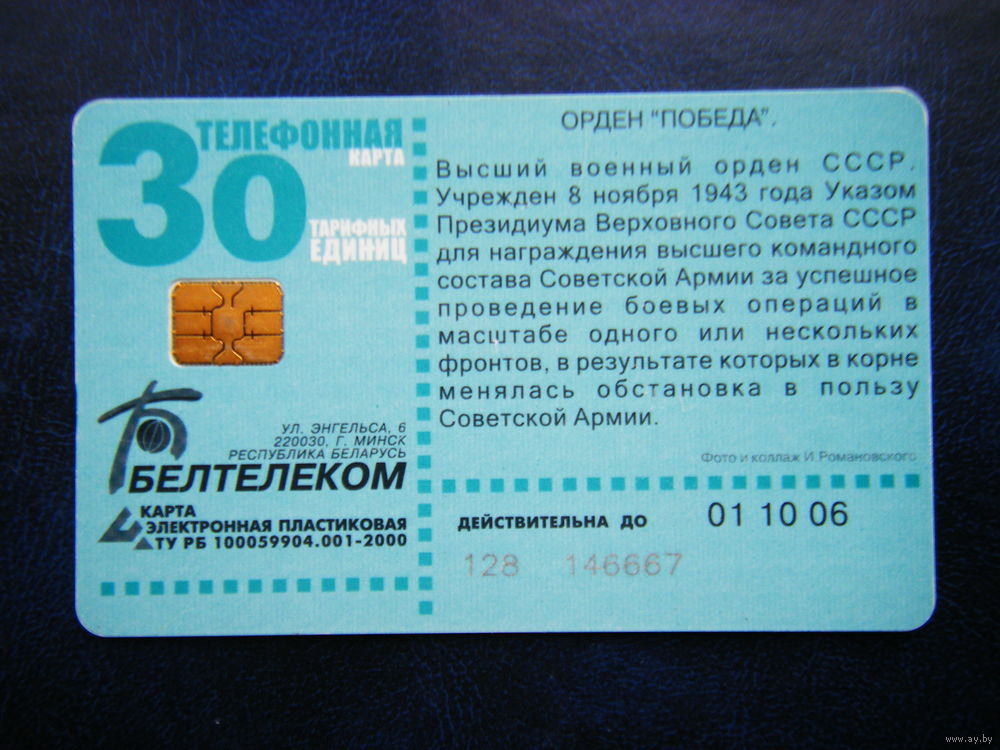 30
ТЕЛЕФОННАЯ
КАРТА
ТАРИФНЫХ
ЕДИНИЦ
УЛ. ЭНГЕЛЬСА, 6
220030, Г. МИНСК
РЕСПУБЛИКА БЕЛАРУСЬ
БЕЛТЕЛЕКОМ
КАРТА
ЭЛЕКТРОННАЯ ПЛАСТИКОВАЯ
ТУ РБ 100059904.001-2000
ОРДЕН "ПОБЕДА".
Высший военный орден СССР.
Учрежден 8 ноября 1943 года Указом
Президиума Верховного Совета СССР
для награждения высшего командного
состава Советской Армии за успешное
проведение боевых операций в
масштабе одного или нескольких
фронтов, в результате которых в корне
менялась обстановка в пользу
Советской Армии.
Фото и коллаж И.Романовского
ДЕЙСТВИТЕЛЬНА ДО 01 10 06
128 146667
www.ay.by